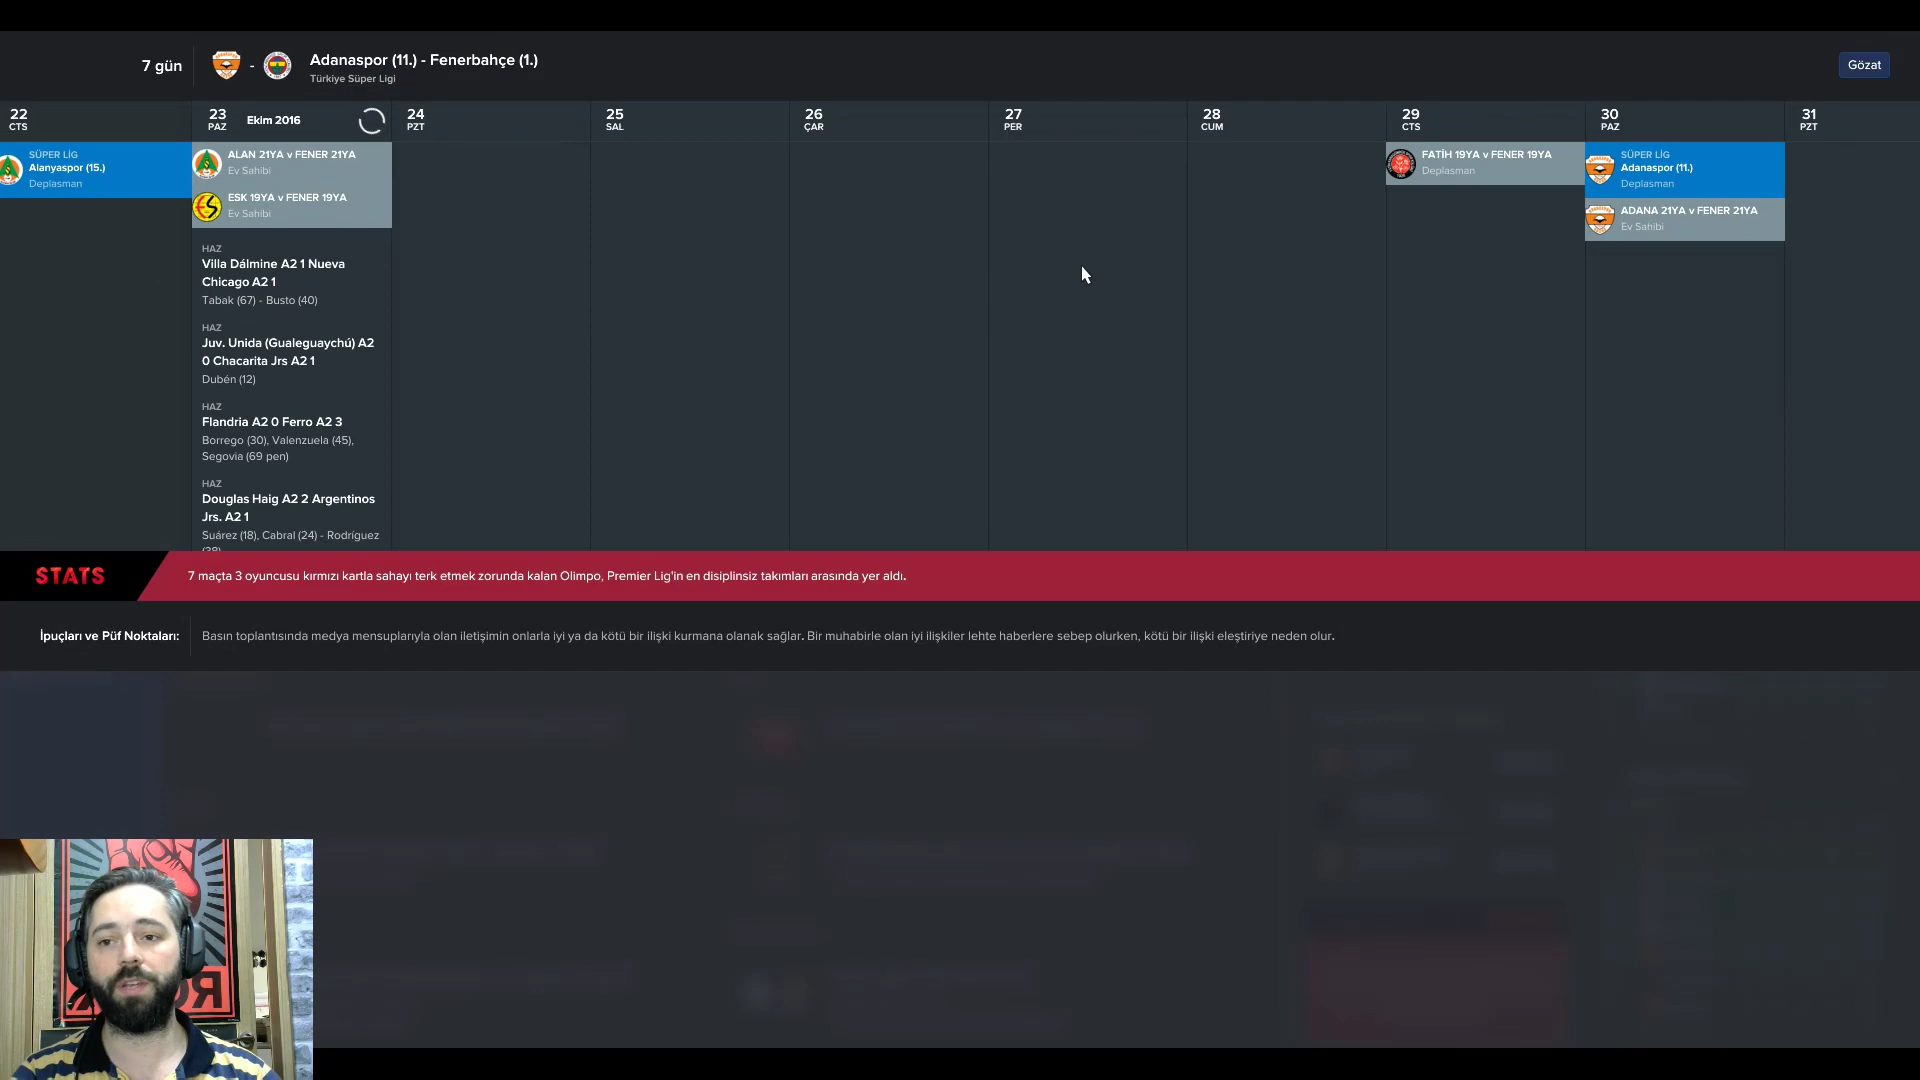 7 gün
Adanaspor (11.) - Fenerbahçe (1.)
Türkiye Süper Ligi
Gözat
22
CTS
23
PAZ
Ekim 2016
24
PZT
25
SAL
26
ÇAR
27
PER
28
CUM
29
CTS
30
PAZ
31
PZT
SÜPER LİG
Alanyaspor (15.)
Deplasman
ALAN 21YA v FENER 21YA
Ev Sahibi
ESK 19YA v FENER 19YA
Ev Sahibi
HAZ
Villa Dálmine A2 1 Nueva
Chicago A2 1
Tabak (67) - Busto (40)
HAZ
Juv. Unida (Gualeguaychú) A2
0 Chacarita Jrs A2 1
Dubén (12)
HAZ
Flandria A2 0 Ferro A2 3
Borrego (30), Valenzuela (45),
Segovia (69 pen)
HAZ
Douglas Haig A2 2 Argentinos
Jrs. A2 1
Suárez (18), Cabral (24) - Rodríguez
FATİH 19YA v FENER 19YA
Deplasman
SÜPER LİG
Adanaspor (11.)
Deplasman
ADANA 21YA v FENER 21YA
Ev Sahibi
STATS
7 maçta 3 oyuncusu kırmızı kartla sahayı terk etmek zorunda kalan Olimpo, Premier Lig'in en disiplinsiz takımları arasında yer aldı.
İpuçları ve Püf Noktaları:
Basın toplantısında medya mensuplarıyla olan iletişimin onlarla iyi ya da kötü bir ilişki kurmana olanak sağlar. Bir muhabirle olan iyi ilişkiler lehte haberlere sebep olurken, kötü bir ilişki eleştiriye neden olur.